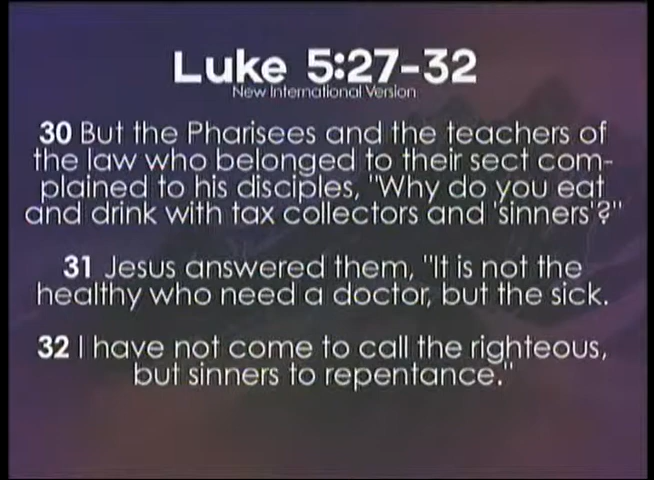 Luke 5:27-32
New International Version
30 But the Pharisees and the teachers of
the law who belonged to their sect com-
plained to his disciples, "Why do you eat
and drink with tax collectors and 'sinners'?"
31 Jesus answered them, "It is not the
healthy who need a doctor, but the sick.
32 I have not come to call the righteous,
but sinners to repentance."